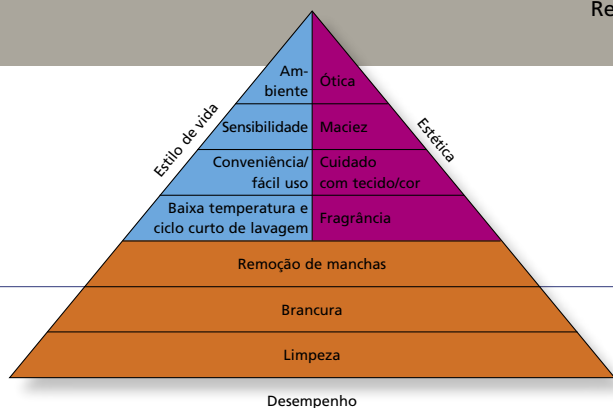 Re
Am-
biente
Ótica
Sensibilidade
Maciez
Conveniência/
fácil uso
Cuidado
com tecido/cor
Baixa temperatura e
ciclo curto de lavagem
Fragrância
Estilo de vida
Estética
Remoção de manchas
Brancura
Limpeza
Desempenho